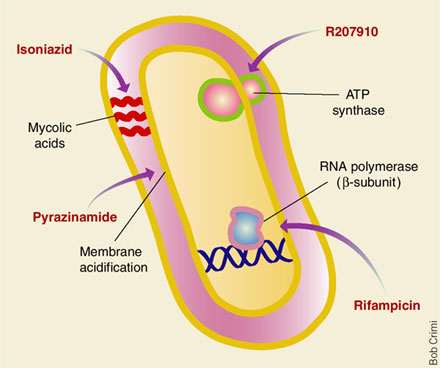 Isoniazid
R207910
ATP
synthase
Mycolic
acids
RNA polymerase
(β-subunit)
Pyrazinamide
Membrane
acidification
Rifampicin
Bob Crimi